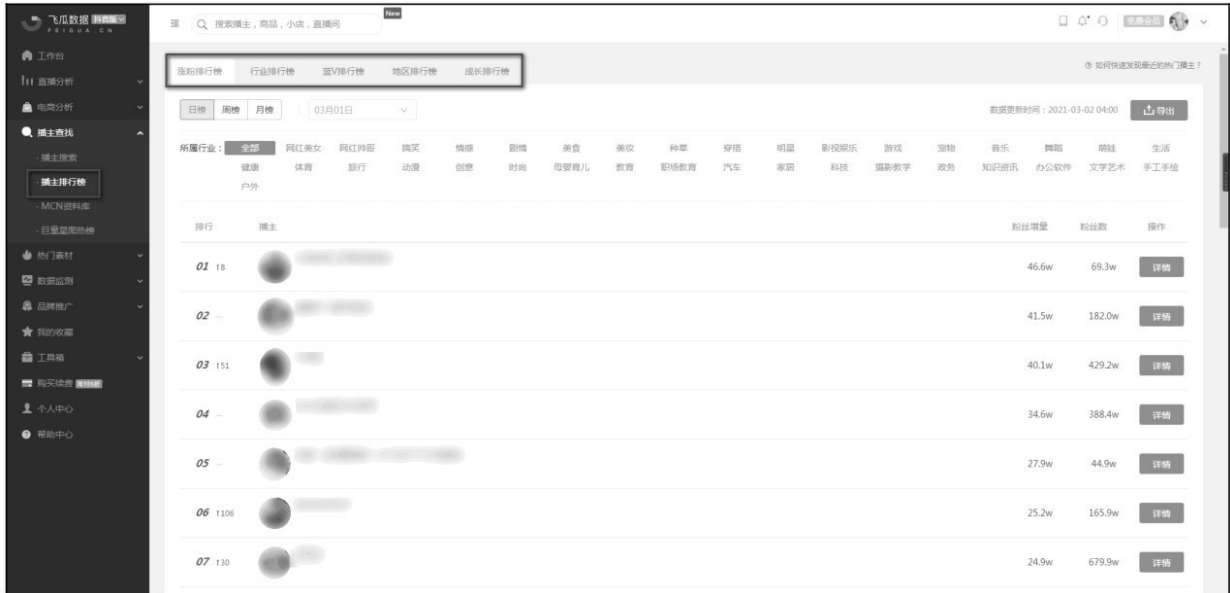 飞瓜数据 抖音版
FEIGUA.CN
工作台
直播分析
电商分析
播主查找
· 播主搜索
· 播主排行榜
· MCN资料库
· 巨量星图热榜
热门素材
数据监测
品牌推广
我的收藏
工具箱
购买续费
个人中心
帮助中心
搜索播主，商品，小店，直播间
New
免费会员
涨粉排行榜 行业排行榜 蓝V排行榜 地区排行榜 成长排行榜
如何快速发现最近的热门播主？
日榜 周榜 月榜 03月01日 数据更新时间：2021-03-02 04:00 导出
所属行业： 全部 网红美女 网红帅哥 搞笑 情感 剧情 美食 美妆 种草 穿搭 明星 影视娱乐 游戏 宠物 音乐 舞蹈 萌娃 生活
健康 体育 旅行 动漫 创意 时尚 母婴育儿 教育 职场教育 汽车 家居 科技 摄影教学 政务 知识资讯 办公软件 文学艺术 手工手绘
户外
排行 播主 粉丝增量 粉丝数 操作
01 ↑8 46.6w 69.3w 详情
02 — 41.5w 182.0w 详情
03 ↑51 40.1w 429.2w 详情
04 — 34.6w 388.4w 详情
05 — 27.9w 44.9w 详情
06 ↑106 25.2w 165.9w 详情
07 ↑30 24.9w 679.9w 详情